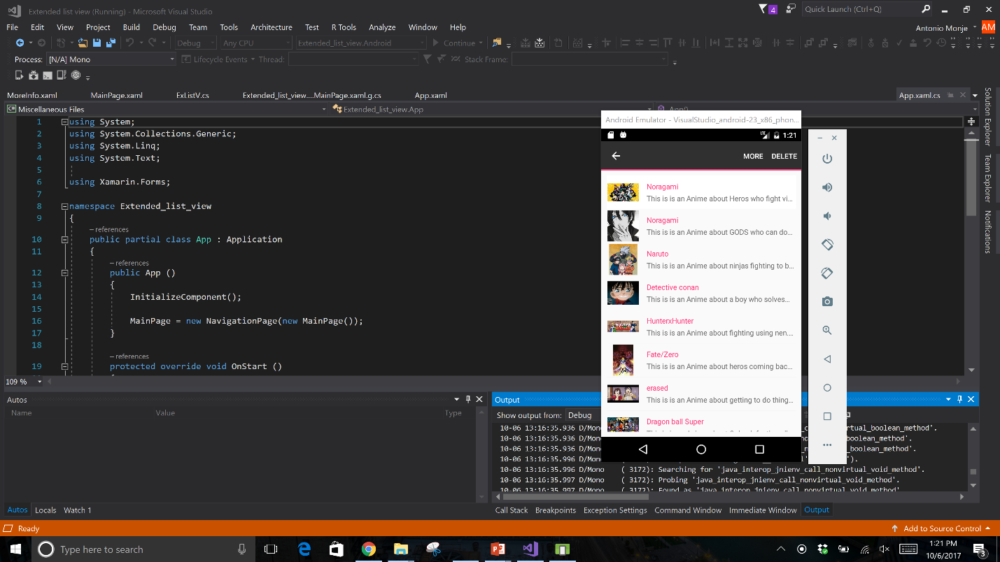 Extended list view (Running) - Microsoft Visual Studio
4
Quick Launch (Ctrl+Q)
File Edit View Project Build Debug Team Tools Architecture Test R Tools Analyze Window Help
Antonio Monje
AM
Debug Any CPU Extended_list_view.Android Continue
Process: [N/A] Mono Lifecycle Events Thread: Stack Frame:
MoreInfo.xaml MainPage.xaml ExListV.cs Extended_list_view....MainPage.xaml.g.cs App.xaml App.xaml.cs
Miscellaneous Files Extended_list_view.App App()
1 using System;
2 using System.Collections.Generic;
3 using System.Linq;
4 using System.Text;
5
6 using Xamarin.Forms;
7
8 namespace Extended_list_view
9 {
– references
10 public partial class App : Application
11 {
– references
12 public App ()
13 {
14 InitializeComponent();
15
16 MainPage = new NavigationPage(new MainPage());
17 }
18
– references
19 protected override void OnStart ()
109 %
Solution Explorer
Team Explorer
Notifications
Android Emulator - VisualStudio_android-23_x86_phon...
LTE 1:21
MORE DELETE
Noragami
This is is an Anime about Heros who fight vi...
Noragami
This is is an Anime about GODS who can do...
Naruto
This is is an Anime about ninjas fighting to b...
Detective conan
This is is an Anime about a boy who solves...
HunterxHunter
This is is an Anime about fighting using nen....
Fate/Zero
This is is an Anime about heros coming bac...
erased
This is is an Anime about getting to do thing...
Dragon ball Super
Autos
Name Value Type
Autos Locals Watch 1
Output
Show output from: Debug
10-06 13:16:35.936 D/Mono
10-06 13:16:35.936 D/Mono
10-06 13:16:35.936 D/Mono
10-06 13:16:35.996 D/Mono
10-06 13:16:35.996 D/Mono ( 3172): Searching for 'java_interop_jnienv_call_nonvirtual_void_method'.
10-06 13:16:35.997 D/Mono ( 3172): Probing 'java_interop_jnienv_call_nonvirtual_void_method'.
10-06 13:16:35.997 D/Mono ( 3172): Found as 'java_interop_jnienv_call_nonvirtual_void_method'.
Call Stack Breakpoints Exception Settings Command Window Immediate Window Output
Ready
Add to Source Control
Type here to search
1:21 PM
10/6/2017
3